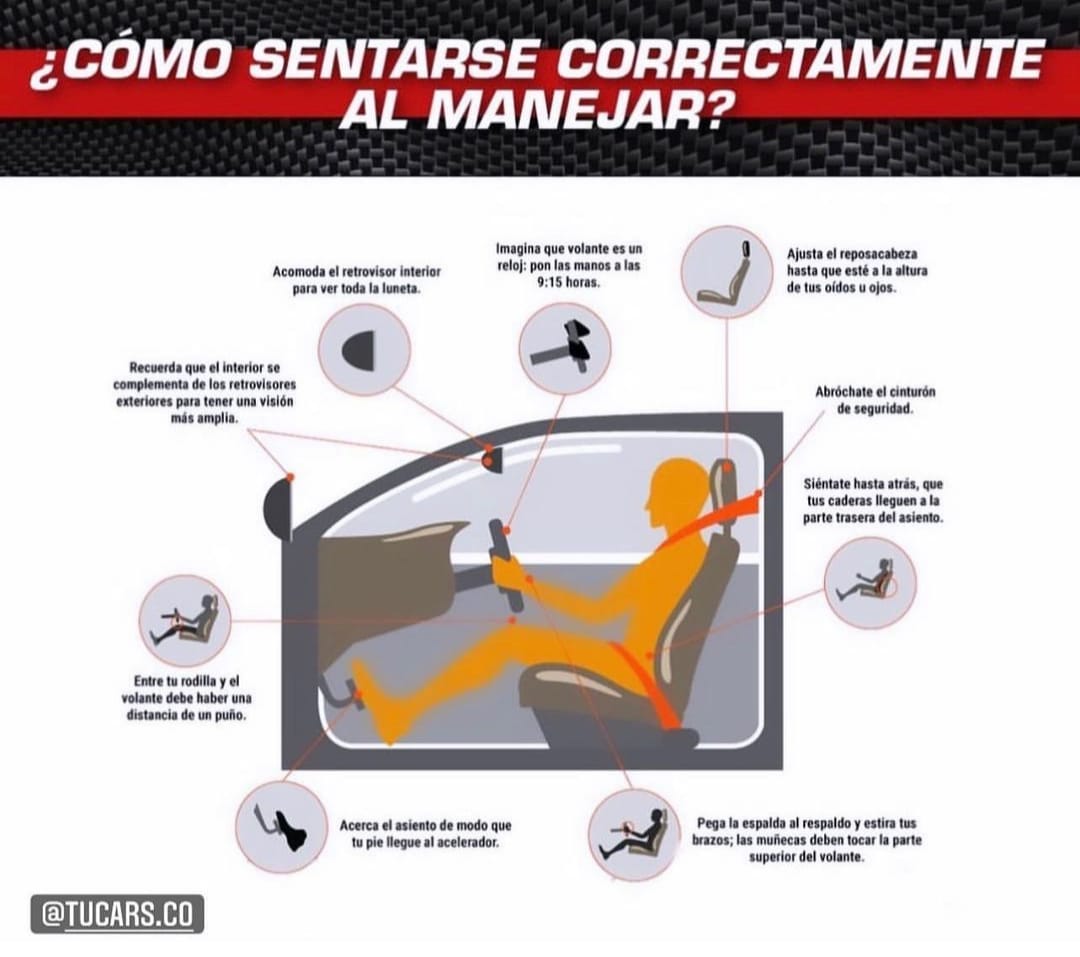 ¿CÓMO SENTARSE CORRECTAMENTE
AL MANEJAR?
Imagina que volante es un
reloj: pon las manos a las
9:15 horas.
Ajusta el reposacabeza
hasta que esté a la altura
de tus oídos u ojos.
Acomoda el retrovisor interior
para ver toda la luneta.
Recuerda que el interior se
complementa de los retrovisores
exteriores para tener una visión
más amplia.
Abróchate el cinturón
de seguridad.
Siéntate hasta atrás, que
tus caderas lleguen a la
parte trasera del asiento.
Entre tu rodilla y el
volante debe haber una
distancia de un puño.
Acerca el asiento de modo que
tu pie llegue al acelerador.
Pega la espalda al respaldo y estira tus
brazos; las muñecas deben tocar la parte
superior del volante.
@TUCARS.CO